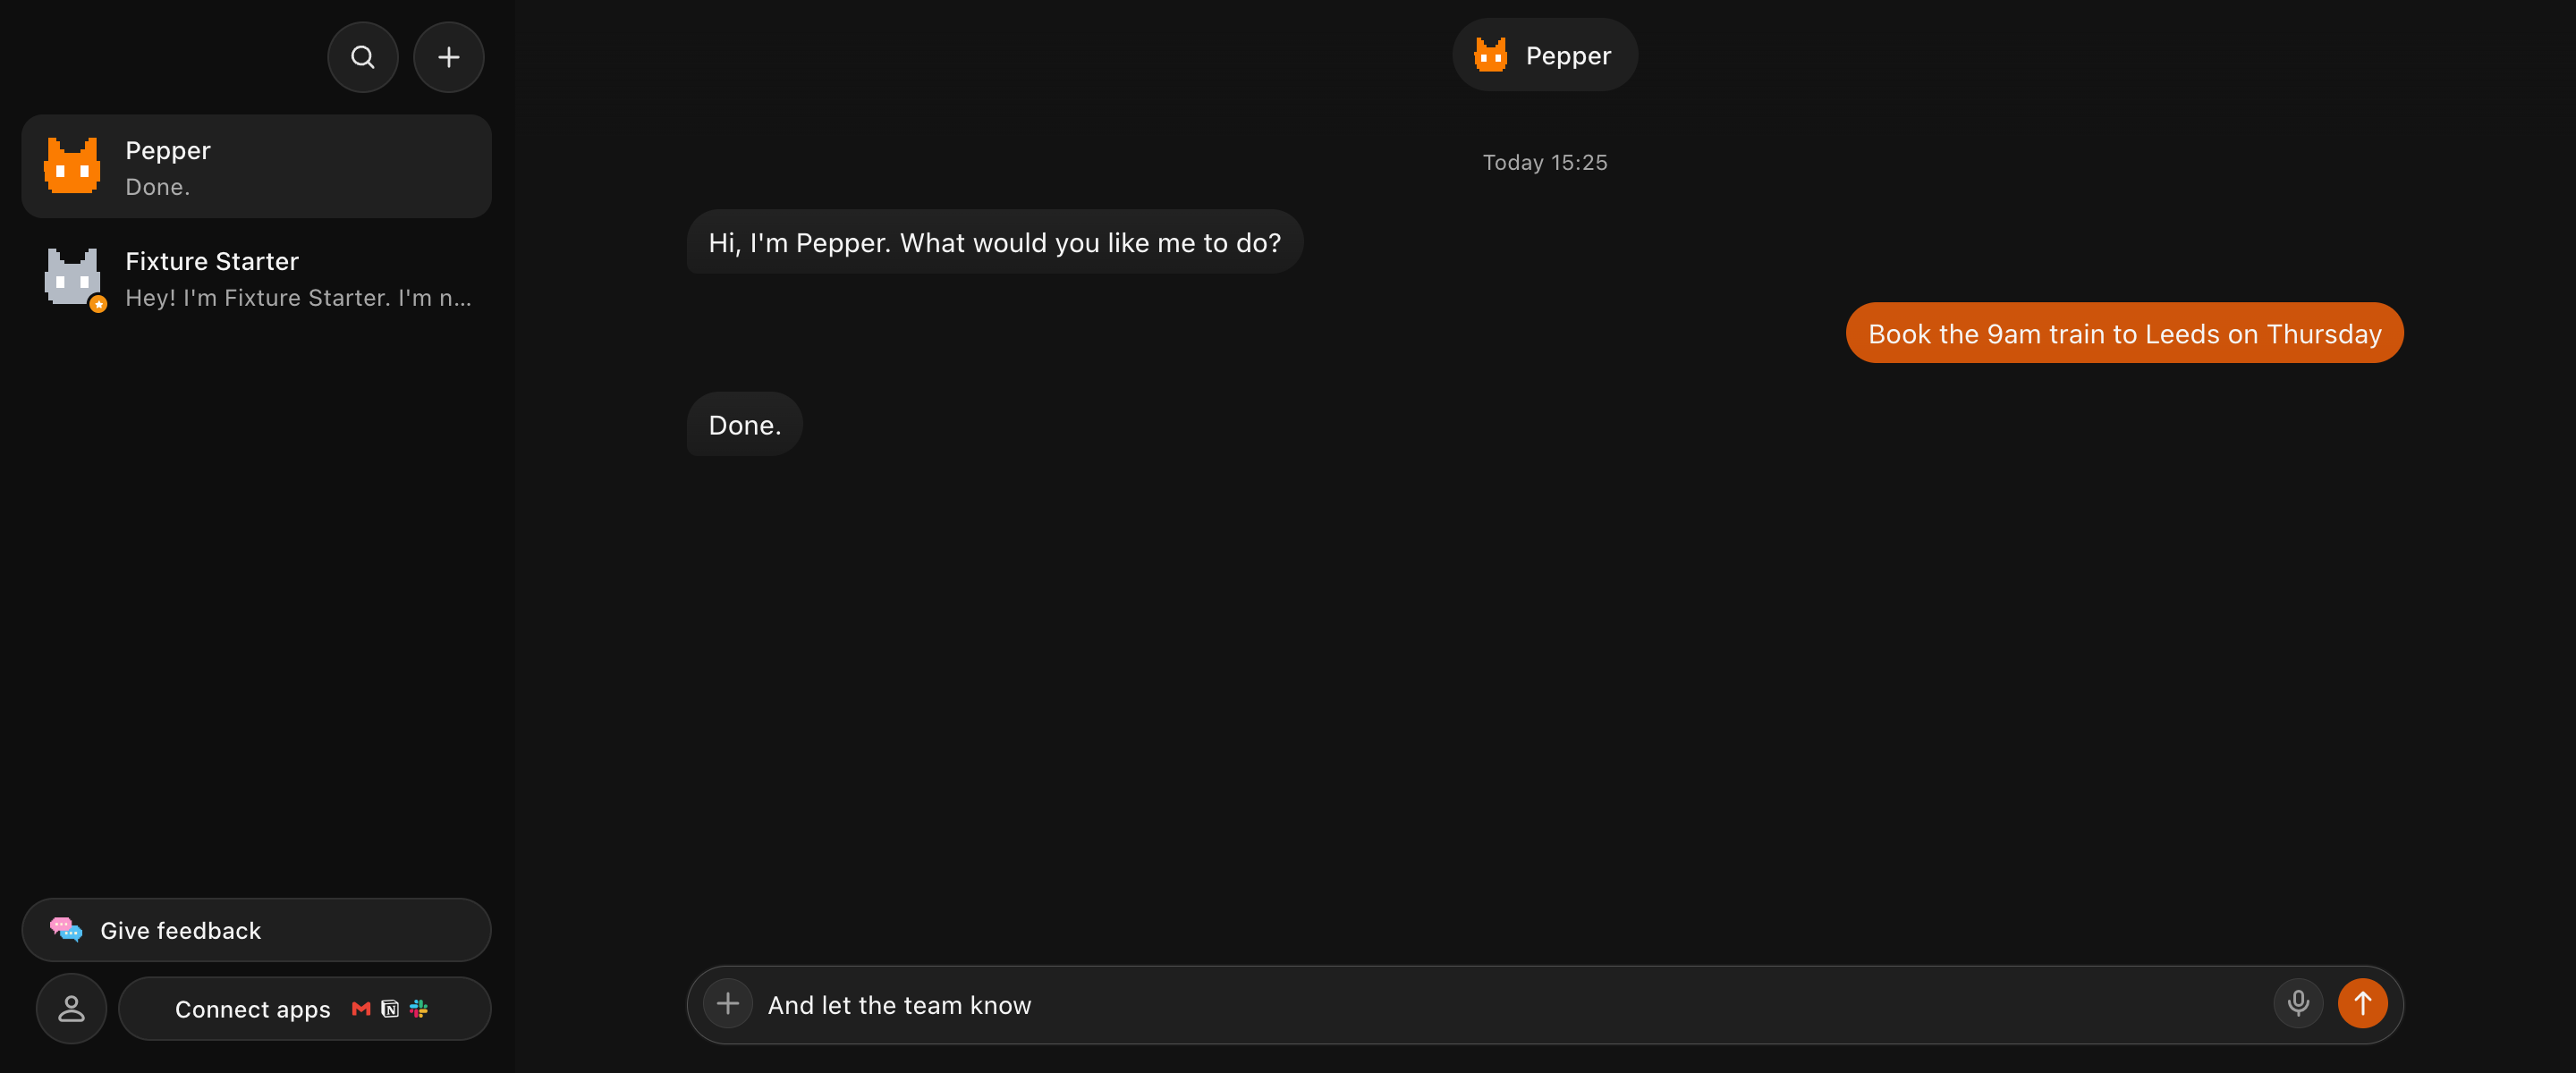 Pepper
Done.
Fixture Starter
Hey! I'm Fixture Starter. I'm n...
Give feedback
Connect apps
Pepper
Today 15:25
Hi, I'm Pepper. What would you like me to do?
Book the 9am train to Leeds on Thursday
Done.
And let the team know